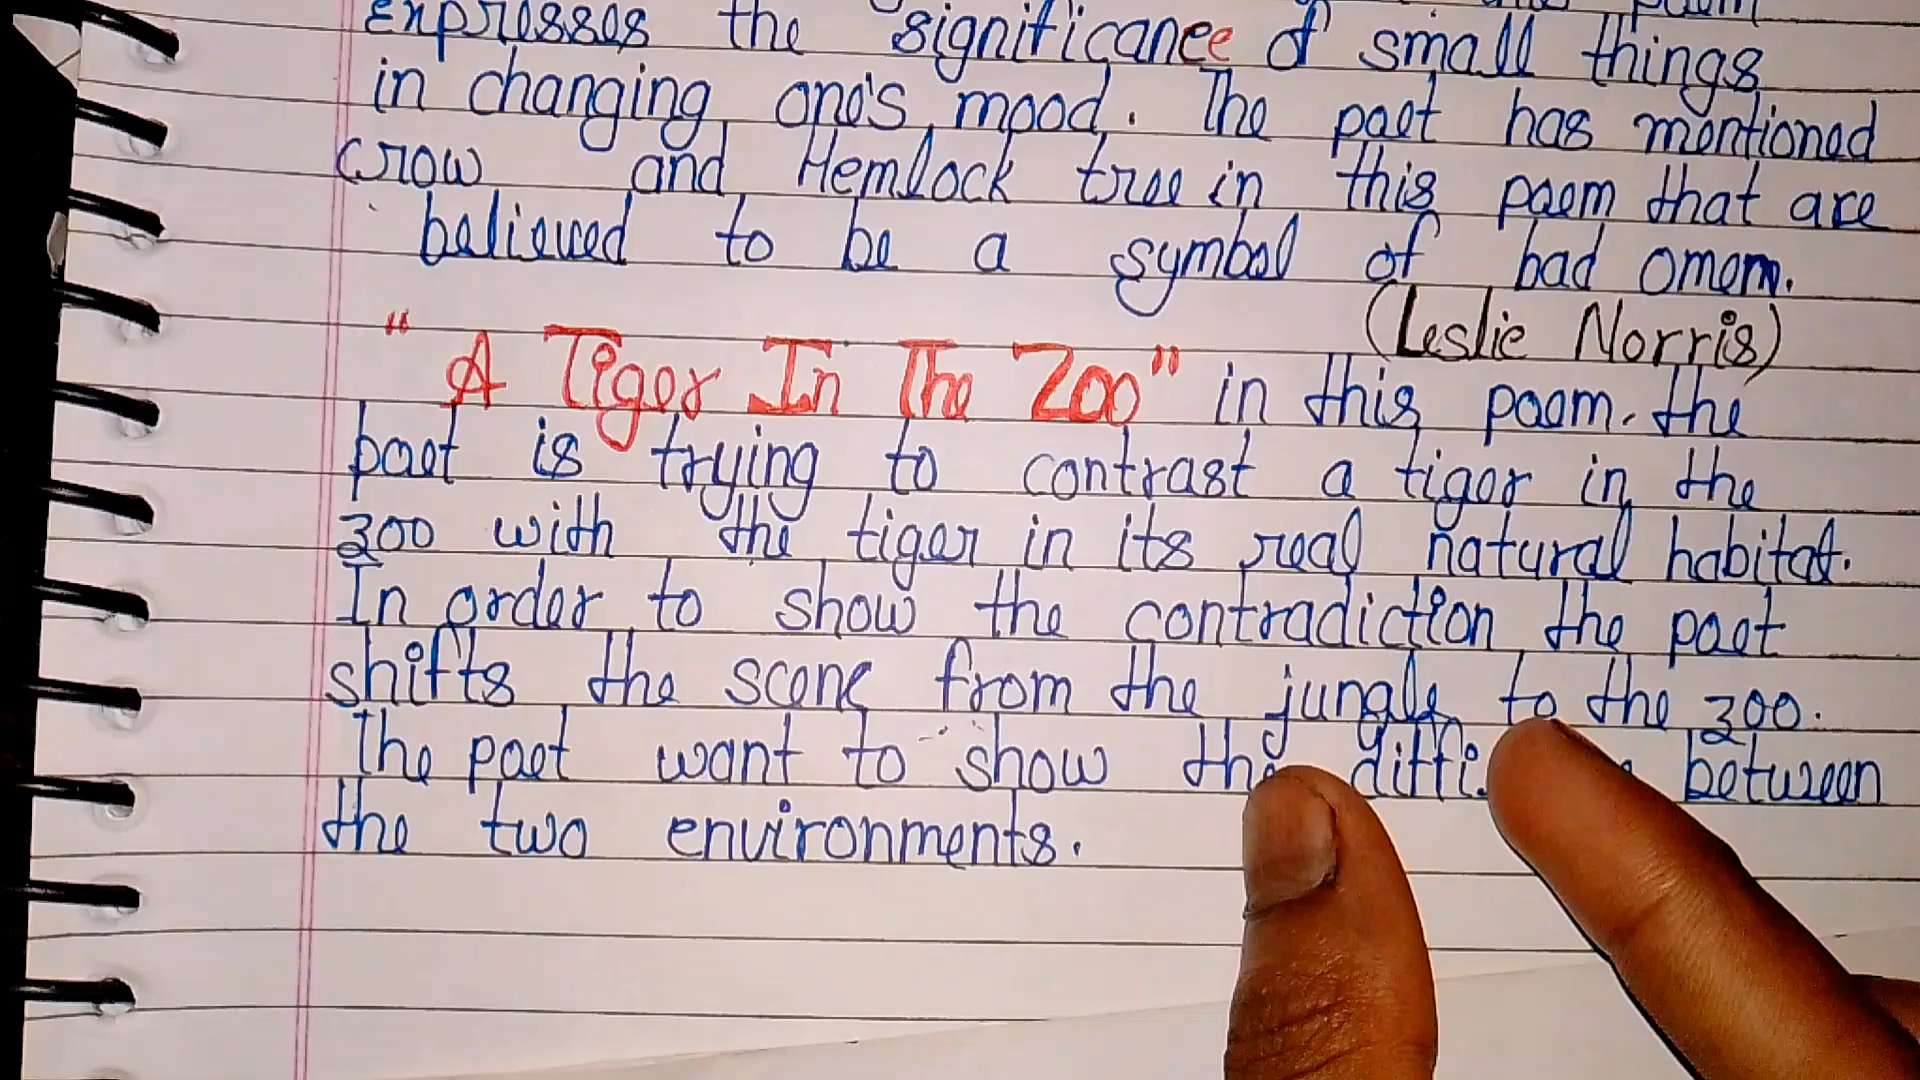 expresses the significance of small things
in changing one's mood. The poet has mentioned
crow and Hemlock tree in this poem that are
believed to be a symbol of bad omem.
(Leslie Norris)
"A Tiger In The Zoo" in this poem. the
poet is trying to contrast a tiger in the
zoo with the tiger in its real natural habitat.
In order to show the contradiction the poet
shifts the scene from the jungle to the zoo.
The poet want to show the between
the two environments.